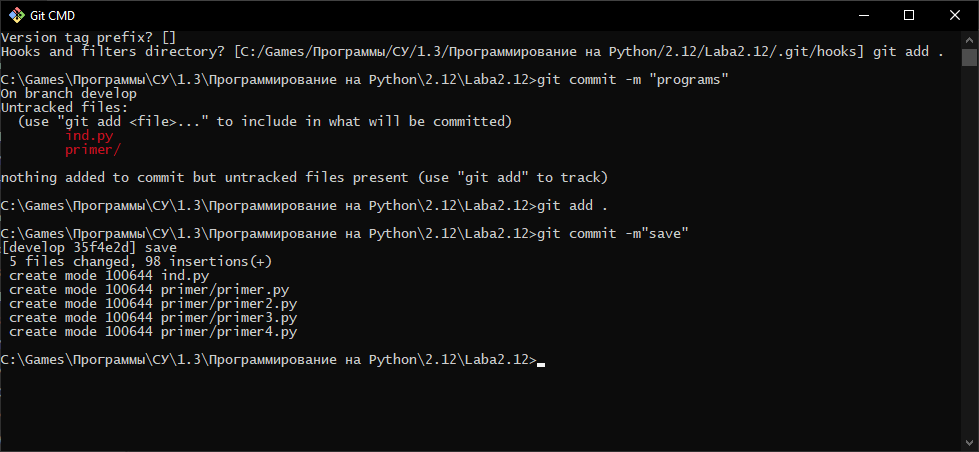 Git CMD
Version tag prefix? []
Hooks and filters directory? [C:/Games/Программы/СУ/1.3/Программирование на Python/2.12/Laba2.12/.git/hooks] git add .
C:\Games\Программы\СУ\1.3\Программирование на Python\2.12\Laba2.12>git commit -m "programs"
On branch develop
Untracked files:
  (use "git add <file>..." to include in what will be committed)
        ind.py
        primer/
nothing added to commit but untracked files present (use "git add" to track)
C:\Games\Программы\СУ\1.3\Программирование на Python\2.12\Laba2.12>git add .
C:\Games\Программы\СУ\1.3\Программирование на Python\2.12\Laba2.12>git commit -m"save"
[develop 35f4e2d] save
 5 files changed, 98 insertions(+)
 create mode 100644 ind.py
 create mode 100644 primer/primer.py
 create mode 100644 primer/primer2.py
 create mode 100644 primer/primer3.py
 create mode 100644 primer/primer4.py
C:\Games\Программы\СУ\1.3\Программирование на Python\2.12\Laba2.12>